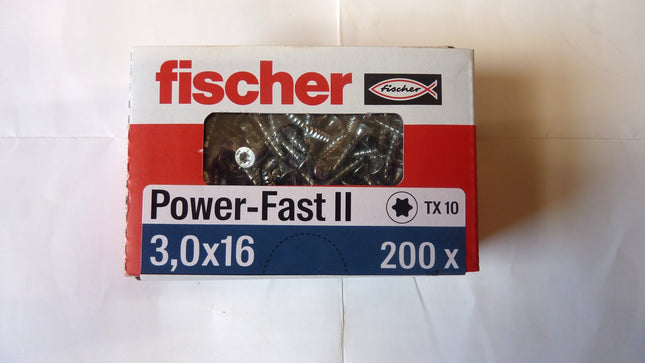 fischer
fischer
Power-Fast II
TX 10
3,0x16
200 x